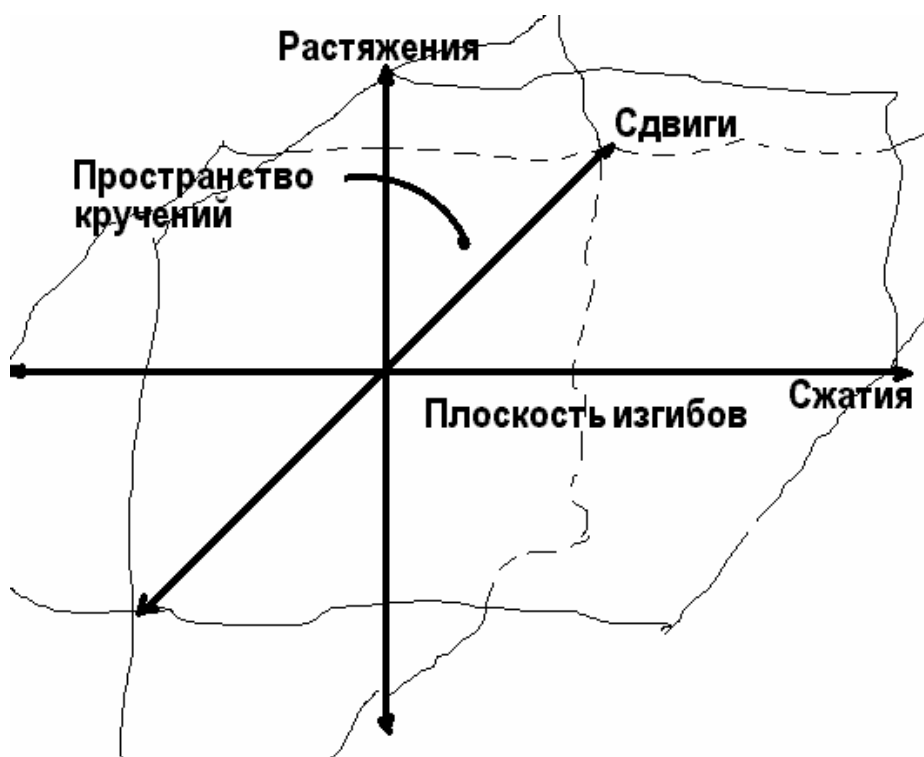 Растяжения
Сдвиги
Пространство
кручений
Сжатия
Плоскость изгибов